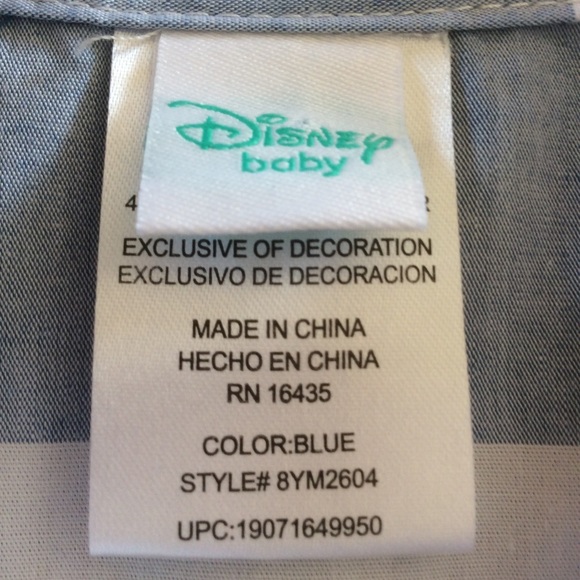 Disney
baby
4
EXCLUSIVE OF DECORATION
EXCLUSIVO DE DECORACION
MADE IN CHINA
HECHO EN CHINA
RN 16435
COLOR:BLUE
STYLE# 8YM2604
UPC:19071649950